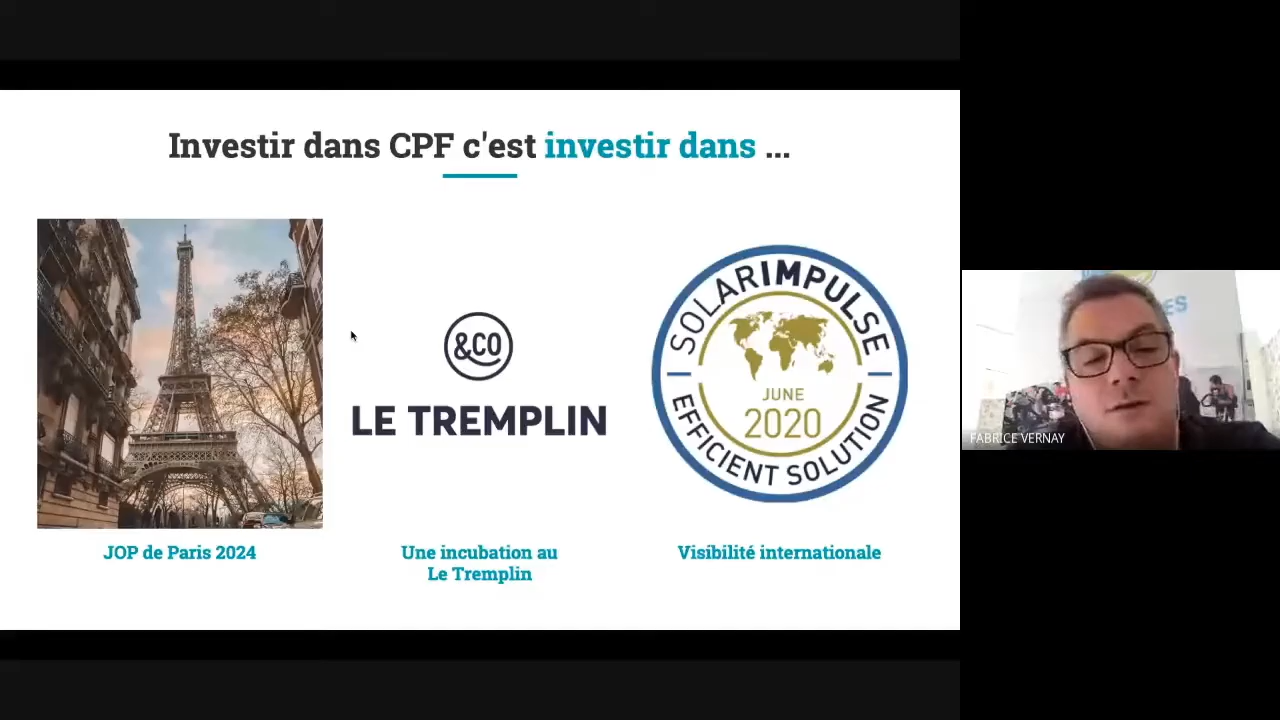 Investir dans CPF c'est investir dans ...
&CO
LE TREMPLIN
SOLARIMPULSE
JUNE
2020
EFFICIENT SOLUTION
JOP de Paris 2024
Une incubation au
Le Tremplin
Visibilité internationale
FABRICE VERNAY